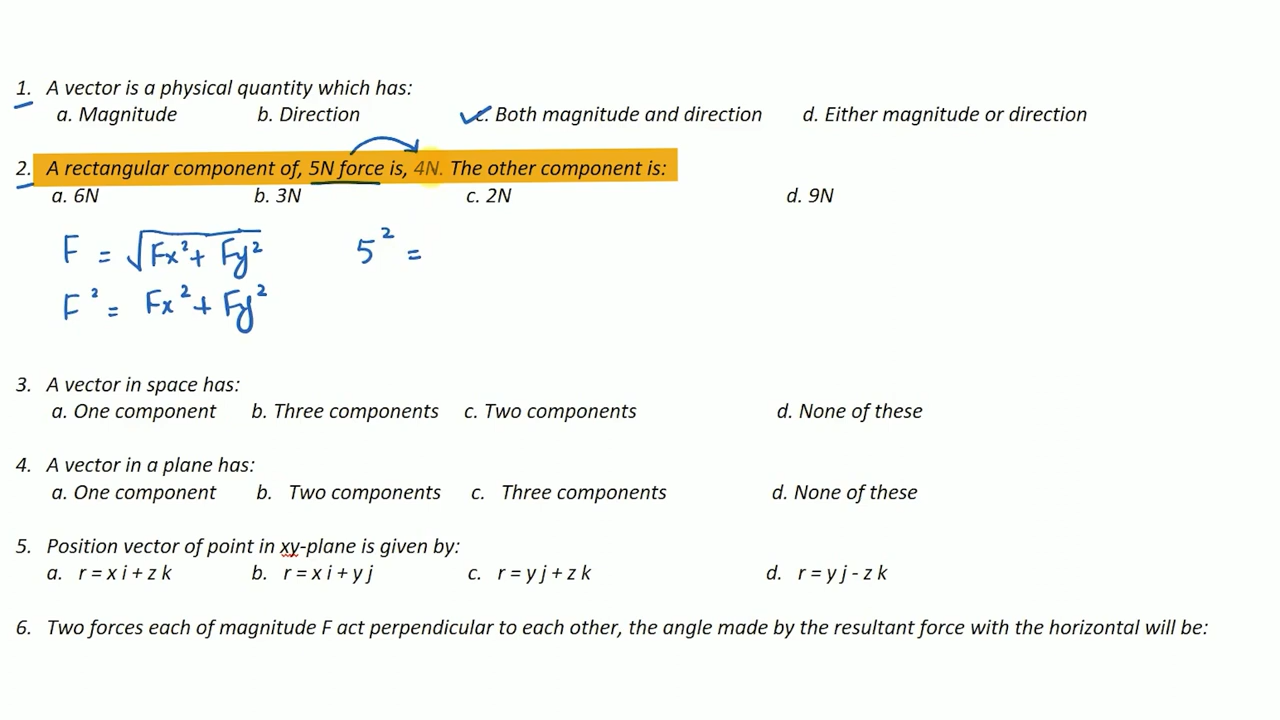 1. A vector is a physical quantity which has:
a. Magnitude b. Direction c. Both magnitude and direction d. Either magnitude or direction
2. A rectangular component of, 5N force is, 4N. The other component is:
a. 6N b. 3N c. 2N d. 9N
F = √Fx² + Fy² 5² =
F² = Fx² + Fy²
3. A vector in space has:
a. One component b. Three components c. Two components d. None of these
4. A vector in a plane has:
a. One component b. Two components c. Three components d. None of these
5. Position vector of point in xy-plane is given by:
a. r = x i + z k b. r = x i + y j c. r = y j + z k d. r = y j - z k
6. Two forces each of magnitude F act perpendicular to each other, the angle made by the resultant force with the horizontal will be: